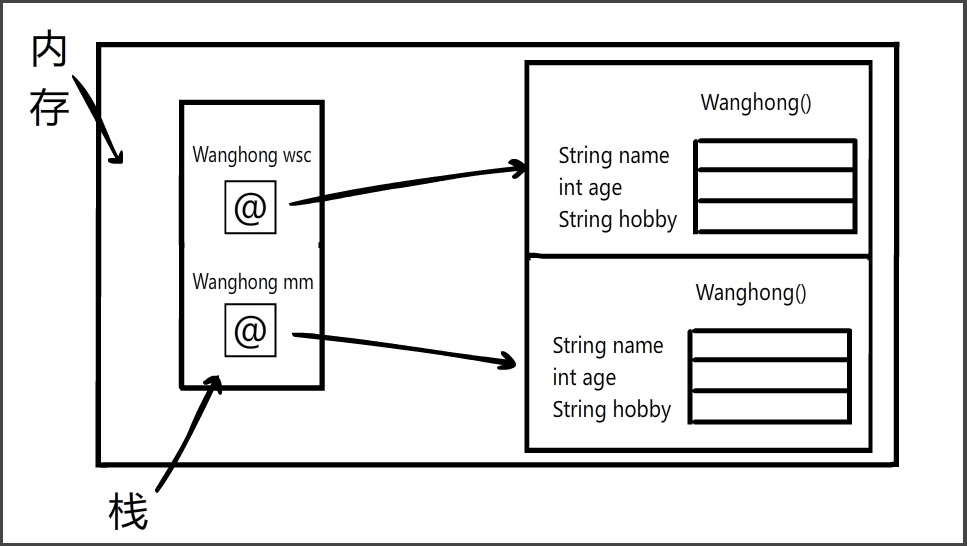 内
存
Wanghong wsc
@
Wanghong mm
@
栈
Wanghong()
String name
int age
String hobby
Wanghong()
String name
int age
String hobby